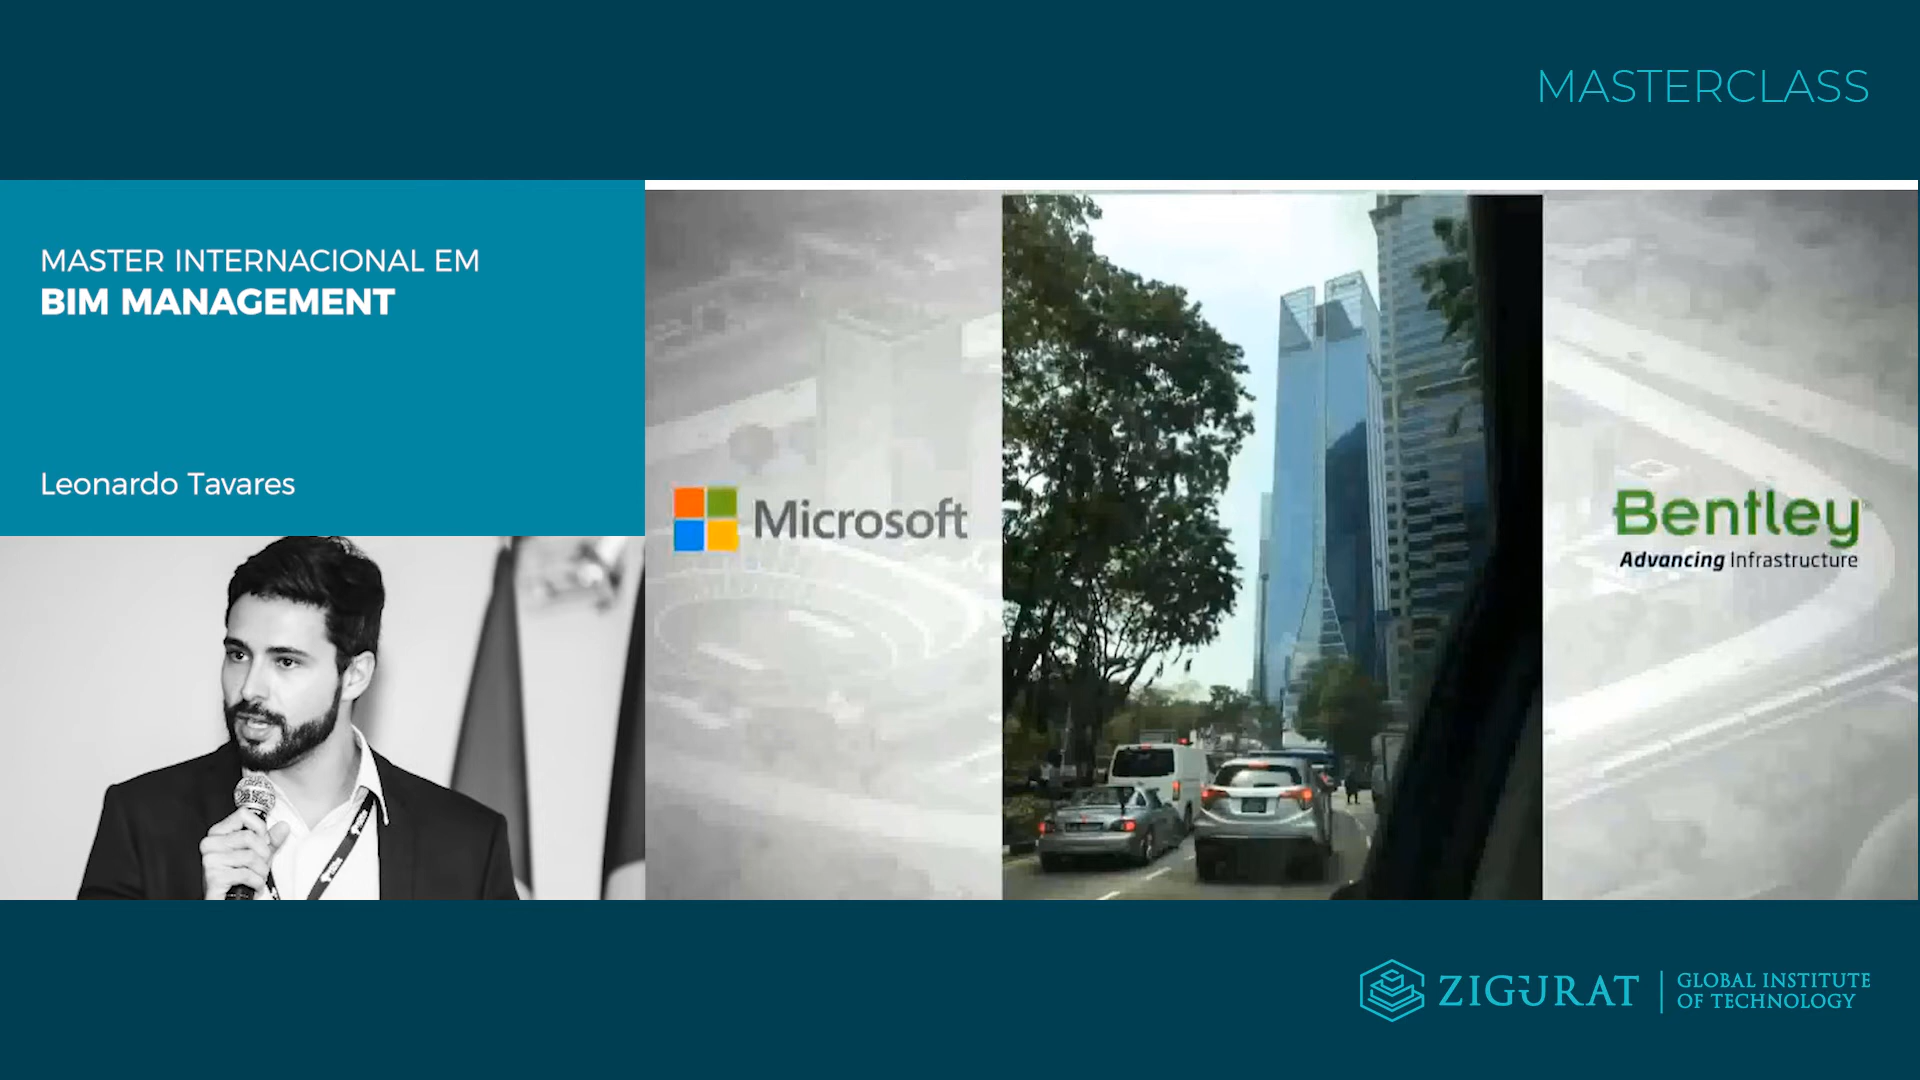 MASTERCLASS
MASTER INTERNACIONAL EM
BIM MANAGEMENT
Leonardo Tavares
Microsoft
Bentley
Advancing Infrastructure
ZIGURAT
GLOBAL INSTITUTE
OF TECHNOLOGY